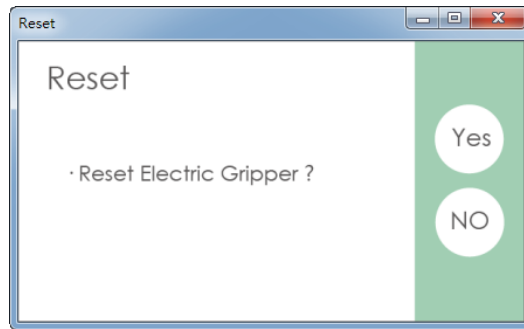 Reset
Reset
· Reset Electric Gripper ?
Yes
NO